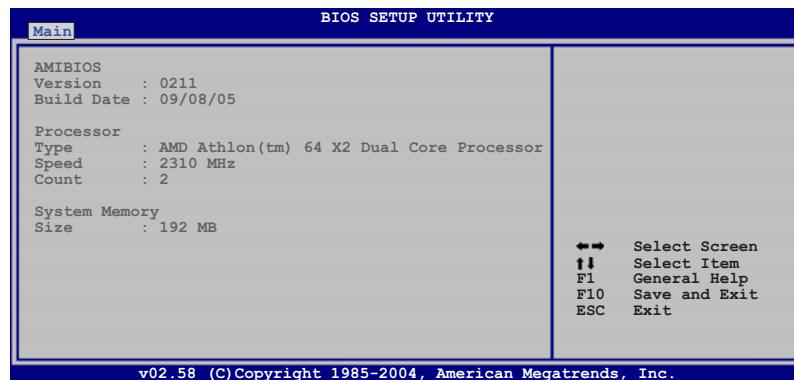 BIOS SETUP UTILITY
Main
AMIBIOS
Version : 0211
Build Date : 09/08/05
Processor
Type : AMD Athlon(tm) 64 X2 Dual Core Processor
Speed : 2310 MHz
Count : 2
System Memory
Size : 192 MB
←→ Select Screen
↑↓ Select Item
F1 General Help
F10 Save and Exit
ESC Exit
v02.58 (C)Copyright 1985-2004, American Megatrends, Inc.